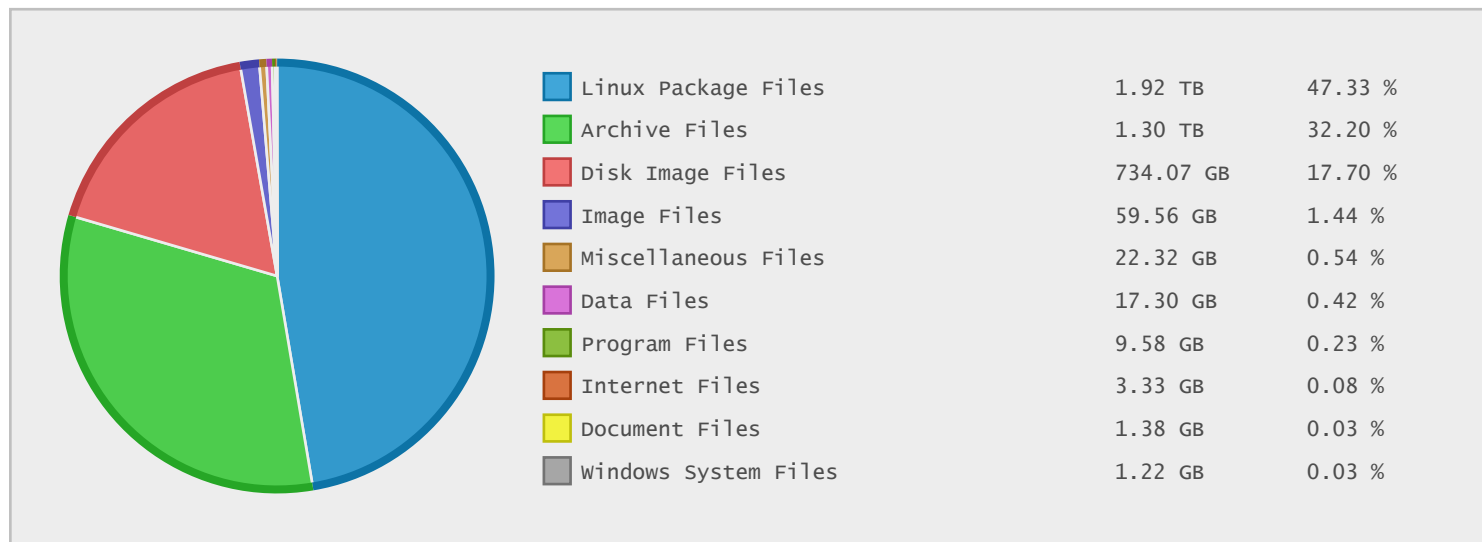 Linux Package Files 1.92 TB 47.33 %
Archive Files 1.30 TB 32.20 %
Disk Image Files 734.07 GB 17.70 %
Image Files 59.56 GB 1.44 %
Miscellaneous Files 22.32 GB 0.54 %
Data Files 17.30 GB 0.42 %
Program Files 9.58 GB 0.23 %
Internet Files 3.33 GB 0.08 %
Document Files 1.38 GB 0.03 %
Windows System Files 1.22 GB 0.03 %